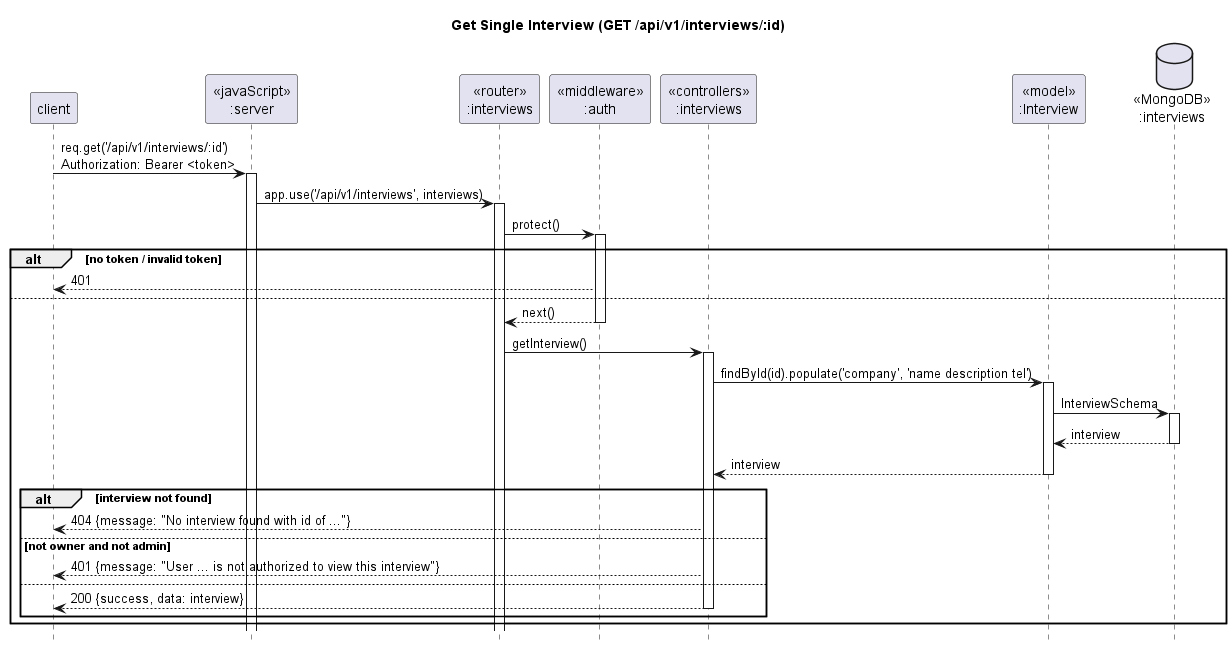 Get Single Interview (GET /api/v1/interviews/:id)
client
«javaScript»
:server
«router»
:interviews
«middleware»
:auth
«controllers»
:interviews
«model»
:Interview
«MongoDB»
:interviews
req.get('/api/v1/interviews/:id')
Authorization: Bearer <token>
app.use('/api/v1/interviews', interviews)
protect()
alt [no token / invalid token]
401
next()
getInterview()
findById(id).populate('company', 'name description tel')
InterviewSchema
interview
interview
alt [interview not found]
404 {message: "No interview found with id of ..."}
[not owner and not admin]
401 {message: "User ... is not authorized to view this interview"}
200 {success, data: interview}